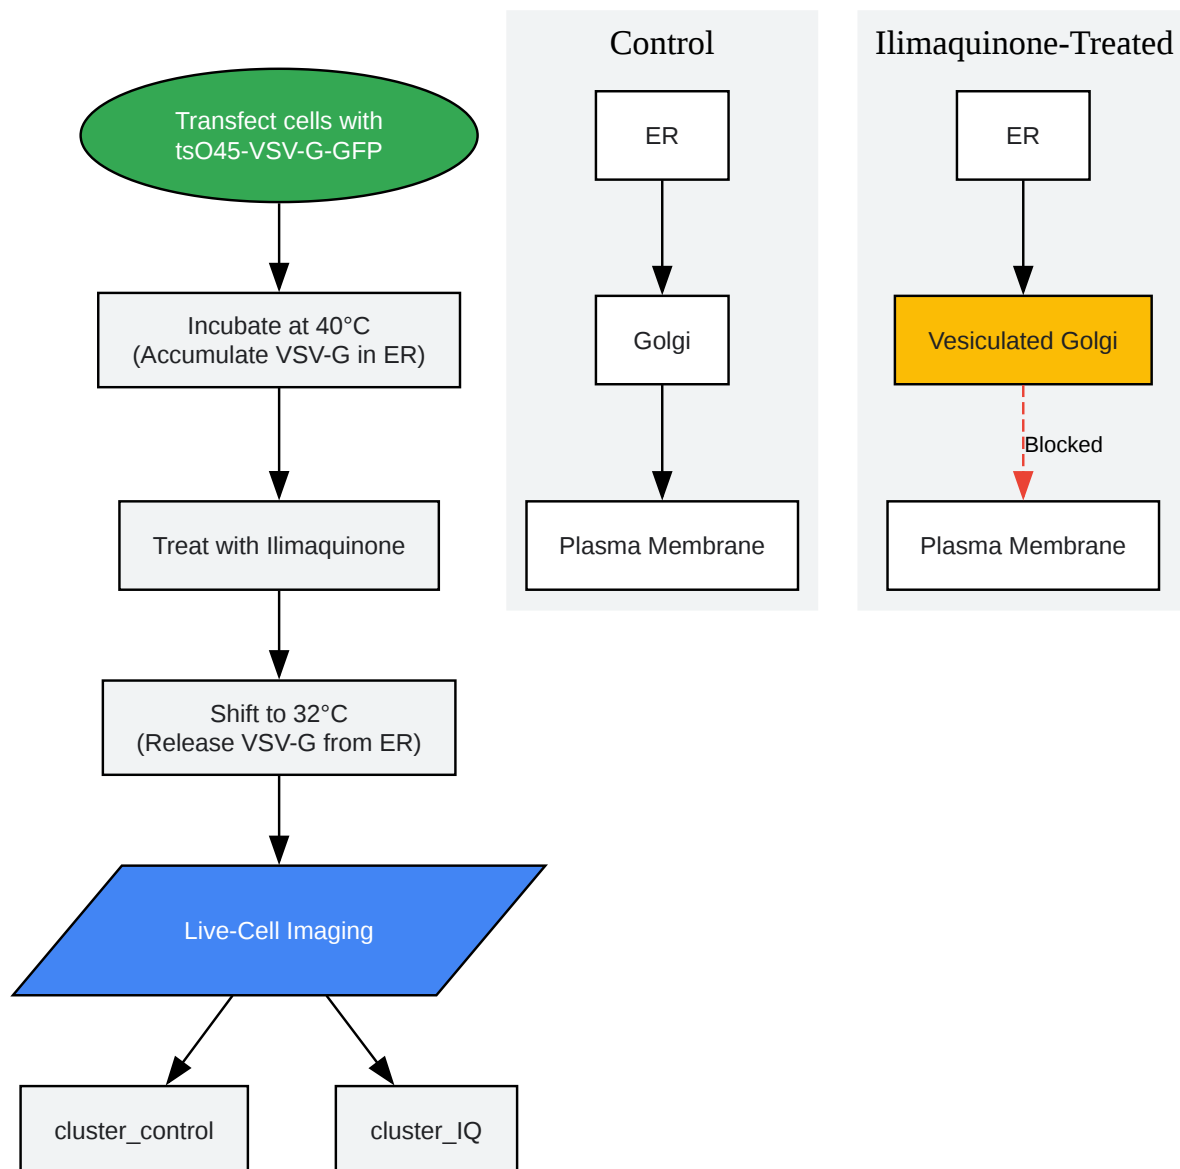 Transfect cells with
tsO45-VSV-G-GFP
Incubate at 40°C
(Accumulate VSV-G in ER)
Treat with Ilimaquinone
Shift to 32°C
(Release VSV-G from ER)
Live-Cell Imaging
cluster_control
cluster_IQ
Control
ER
Golgi
Plasma Membrane
Ilimaquinone-Treated
ER
Vesiculated Golgi
Blocked
Plasma Membrane